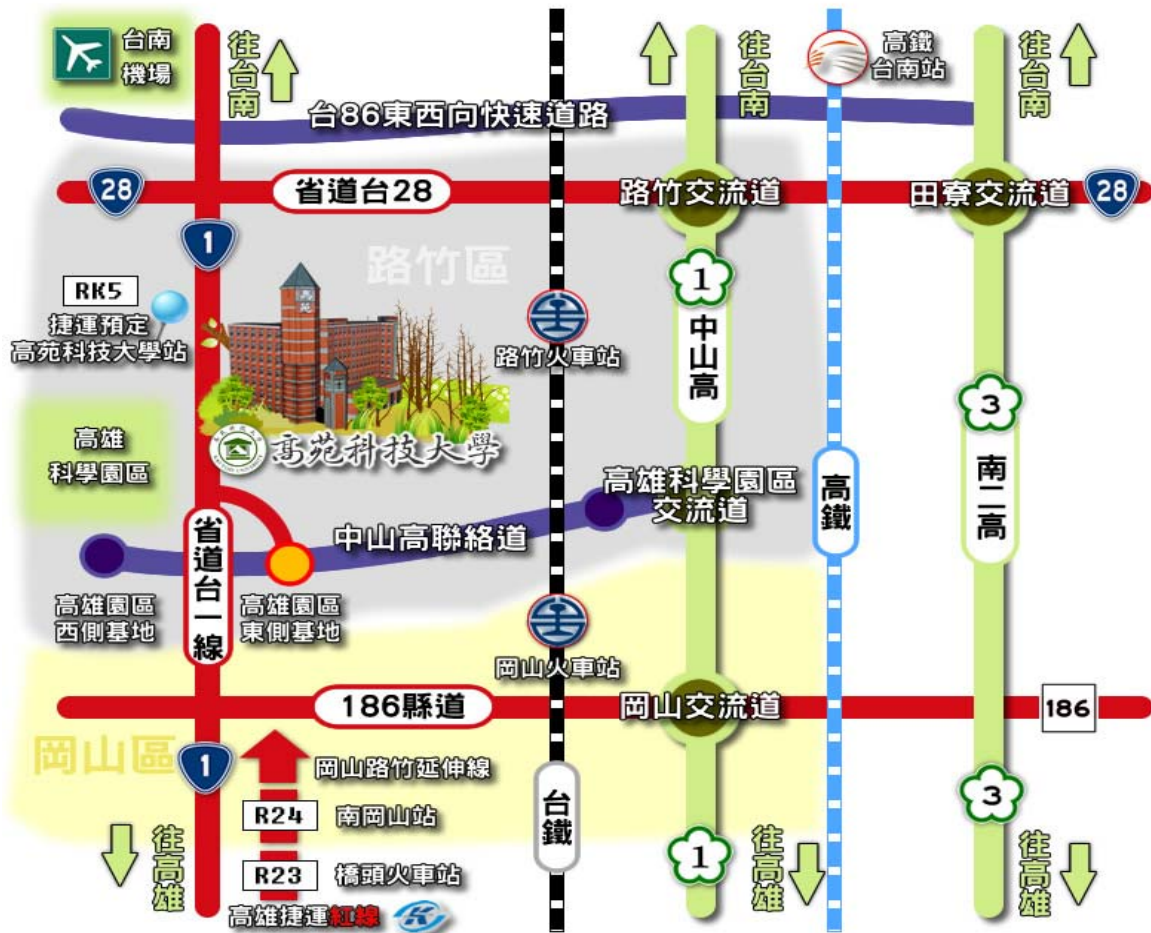 台南
機場
往台南
往台南
高鐵
台南站
往台南
台86東西向快速道路
28
省道台28
路竹交流道
田寮交流道
28
1
路竹區
1
RK5
捷運預定
高苑科技大學站
路竹火車站
中山高
3
高雄
科學園區
高苑科技大學
高雄科學園區
交流道
高鐵
南二高
省道台一線
中山高聯絡道
高雄園區
西側基地
高雄園區
東側基地
岡山火車站
186縣道
岡山交流道
186
岡山區
1
岡山路竹延伸線
R24
南岡山站
台鐵
3
往高雄
R23
橋頭火車站
1
往高雄
往高雄
高雄捷運紅線